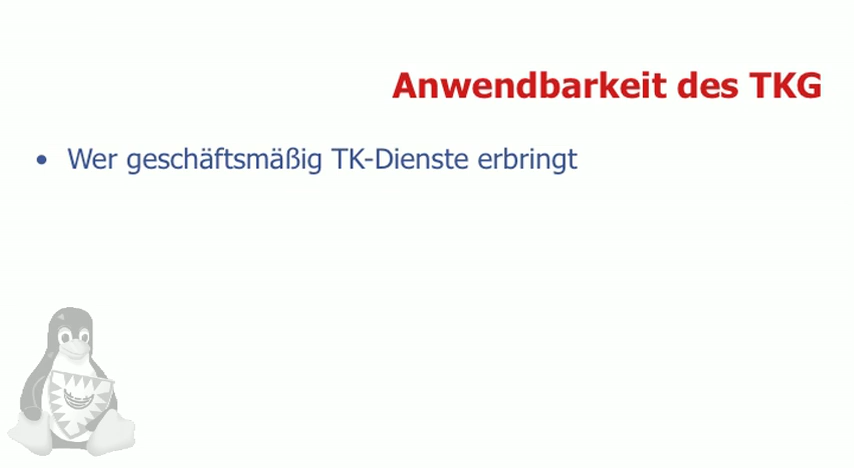 Anwendbarkeit des TKG
• Wer geschäftsmäßig TK-Dienste erbringt